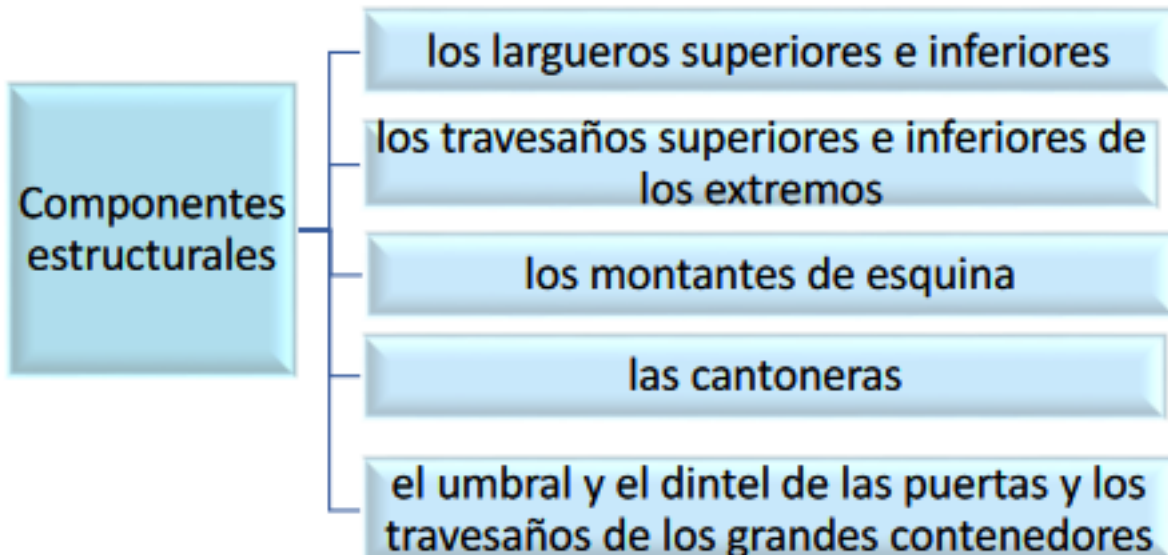 Componentes
estructurales
los largueros superiores e inferiores
los travesaños superiores e inferiores de
los extremos
los montantes de esquina
las cantoneras
el umbral y el dintel de las puertas y los
travesaños de los grandes contenedores